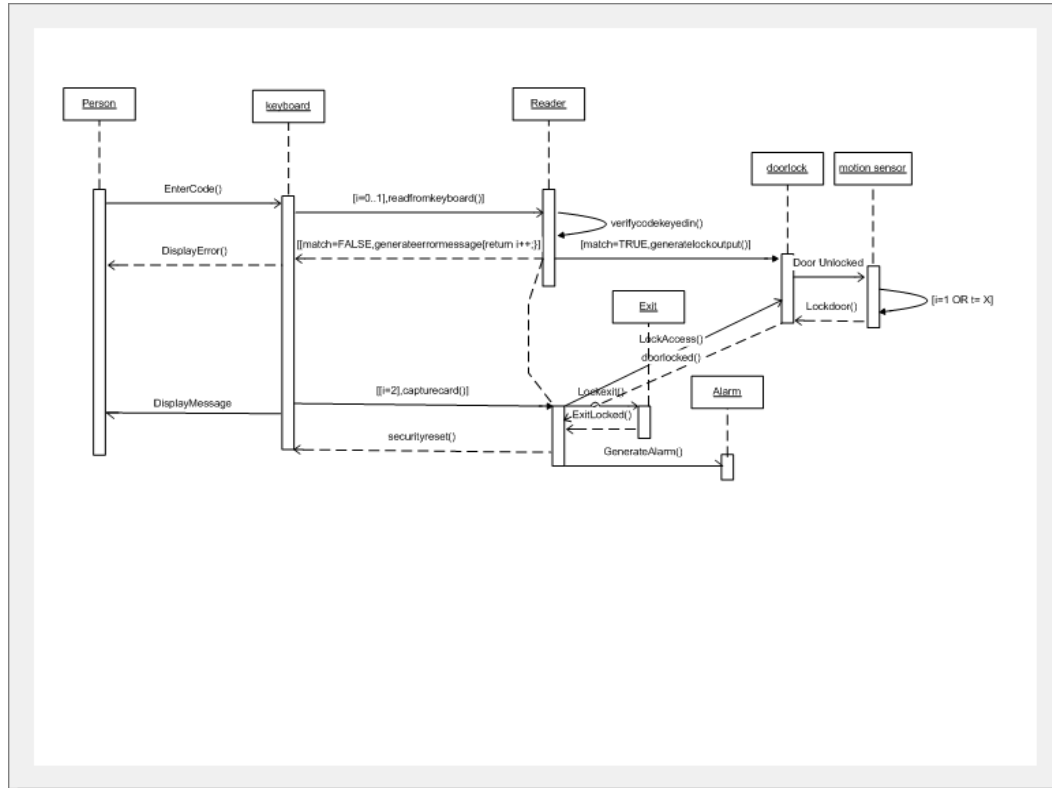 Person
keyboard
Reader
doorlock
motion sensor
EnterCode()
[i=0..1],readfromkeyboard()]
verifycodekeyedin()
DisplayError()
[[match=FALSE,generateerrormessage{return i++;}]
[match=TRUE,generatelockoutput()]
Door Unlocked
[i=1 OR != X]
Lockdoor()
Exit
LockAccess()
doorlocked()
[[i=2],capturecard()]
Lockexit()
Alarm
DisplayMessage
ExitLocked()
securityreset()
GenerateAlarm()